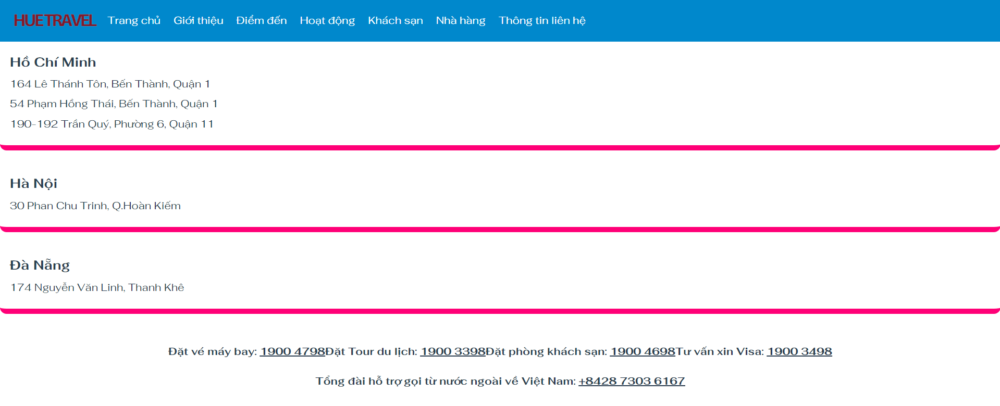 HUETRAVEL Trang chủ Giới thiệu Điểm đến Hoạt động Khách sạn Nhà hàng Thông tin liên hệ
Hồ Chí Minh
164 Lê Thánh Tôn, Bến Thành, Quận 1
54 Phạm Hồng Thái, Bến Thành, Quận 1
190-192 Trần Quý, Phường 6, Quận 11
Hà Nội
30 Phan Chu Trinh, Q.Hoàn Kiếm
Đà Nẵng
174 Nguyễn Văn Linh, Thanh Khê
Đặt vé máy bay: 1900 4798Đặt Tour du lịch: 1900 3398Đặt phòng khách sạn: 1900 4698Tư vấn xin Visa: 1900 3498
Tổng đài hỗ trợ gọi từ nước ngoài về Việt Nam: +8428 7303 6167